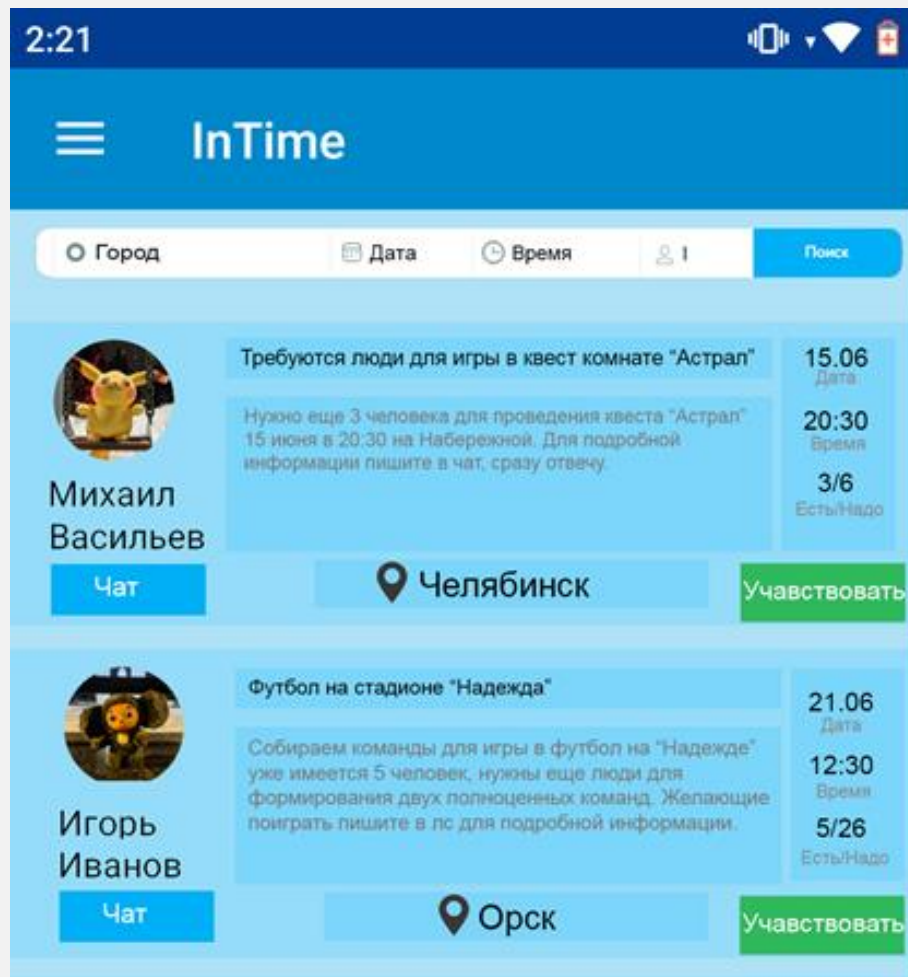 2:21
InTime
Город
Дата
Время
1
Поиск
Требуются люди для игры в квест комнате "Астрал"
Нужно еще 3 человека для проведения квеста "Астрал"
15 июня в 20:30 на Набережной. Для подробной
информации пишите в чат, сразу отвечу.
15.06
Дата
20:30
Время
3/6
Есть/Надо
Михаил
Васильев
Чат
Челябинск
Учавствовать
Футбол на стадионе "Надежда"
Собираем команды для игры в футбол на "Надежде"
уже имеется 5 человек, нужны еще люди для
формирования двух полноценных команд. Желающие
поиграть пишите в лс для подробной информации.
21.06
Дата
12:30
Время
5/26
Есть/Надо
Игорь
Иванов
Чат
Орск
Учавствовать